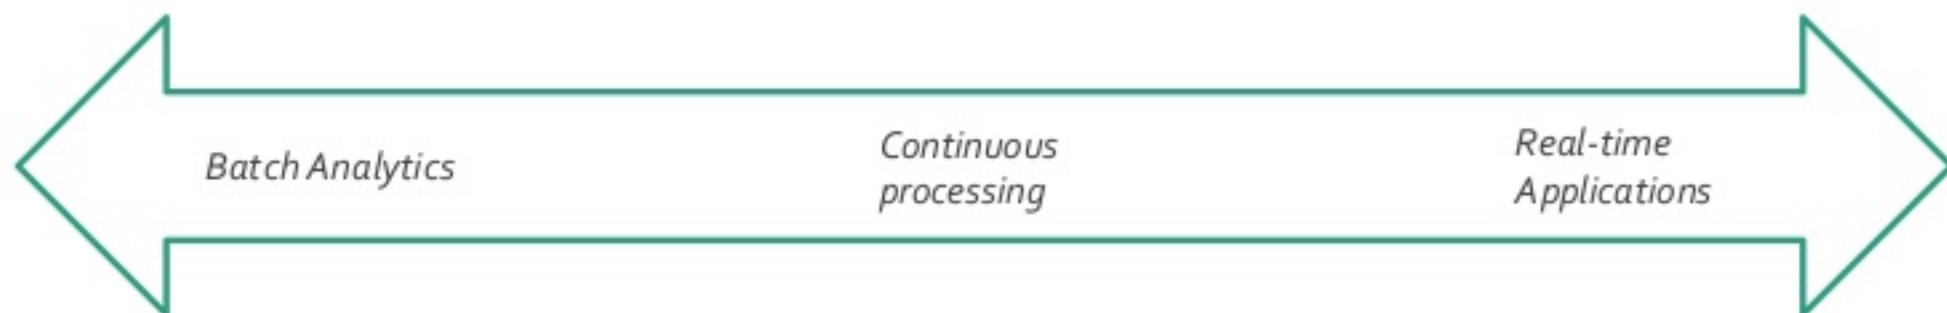 Batch Analytics
Continuous
processing
Real-time
Applications